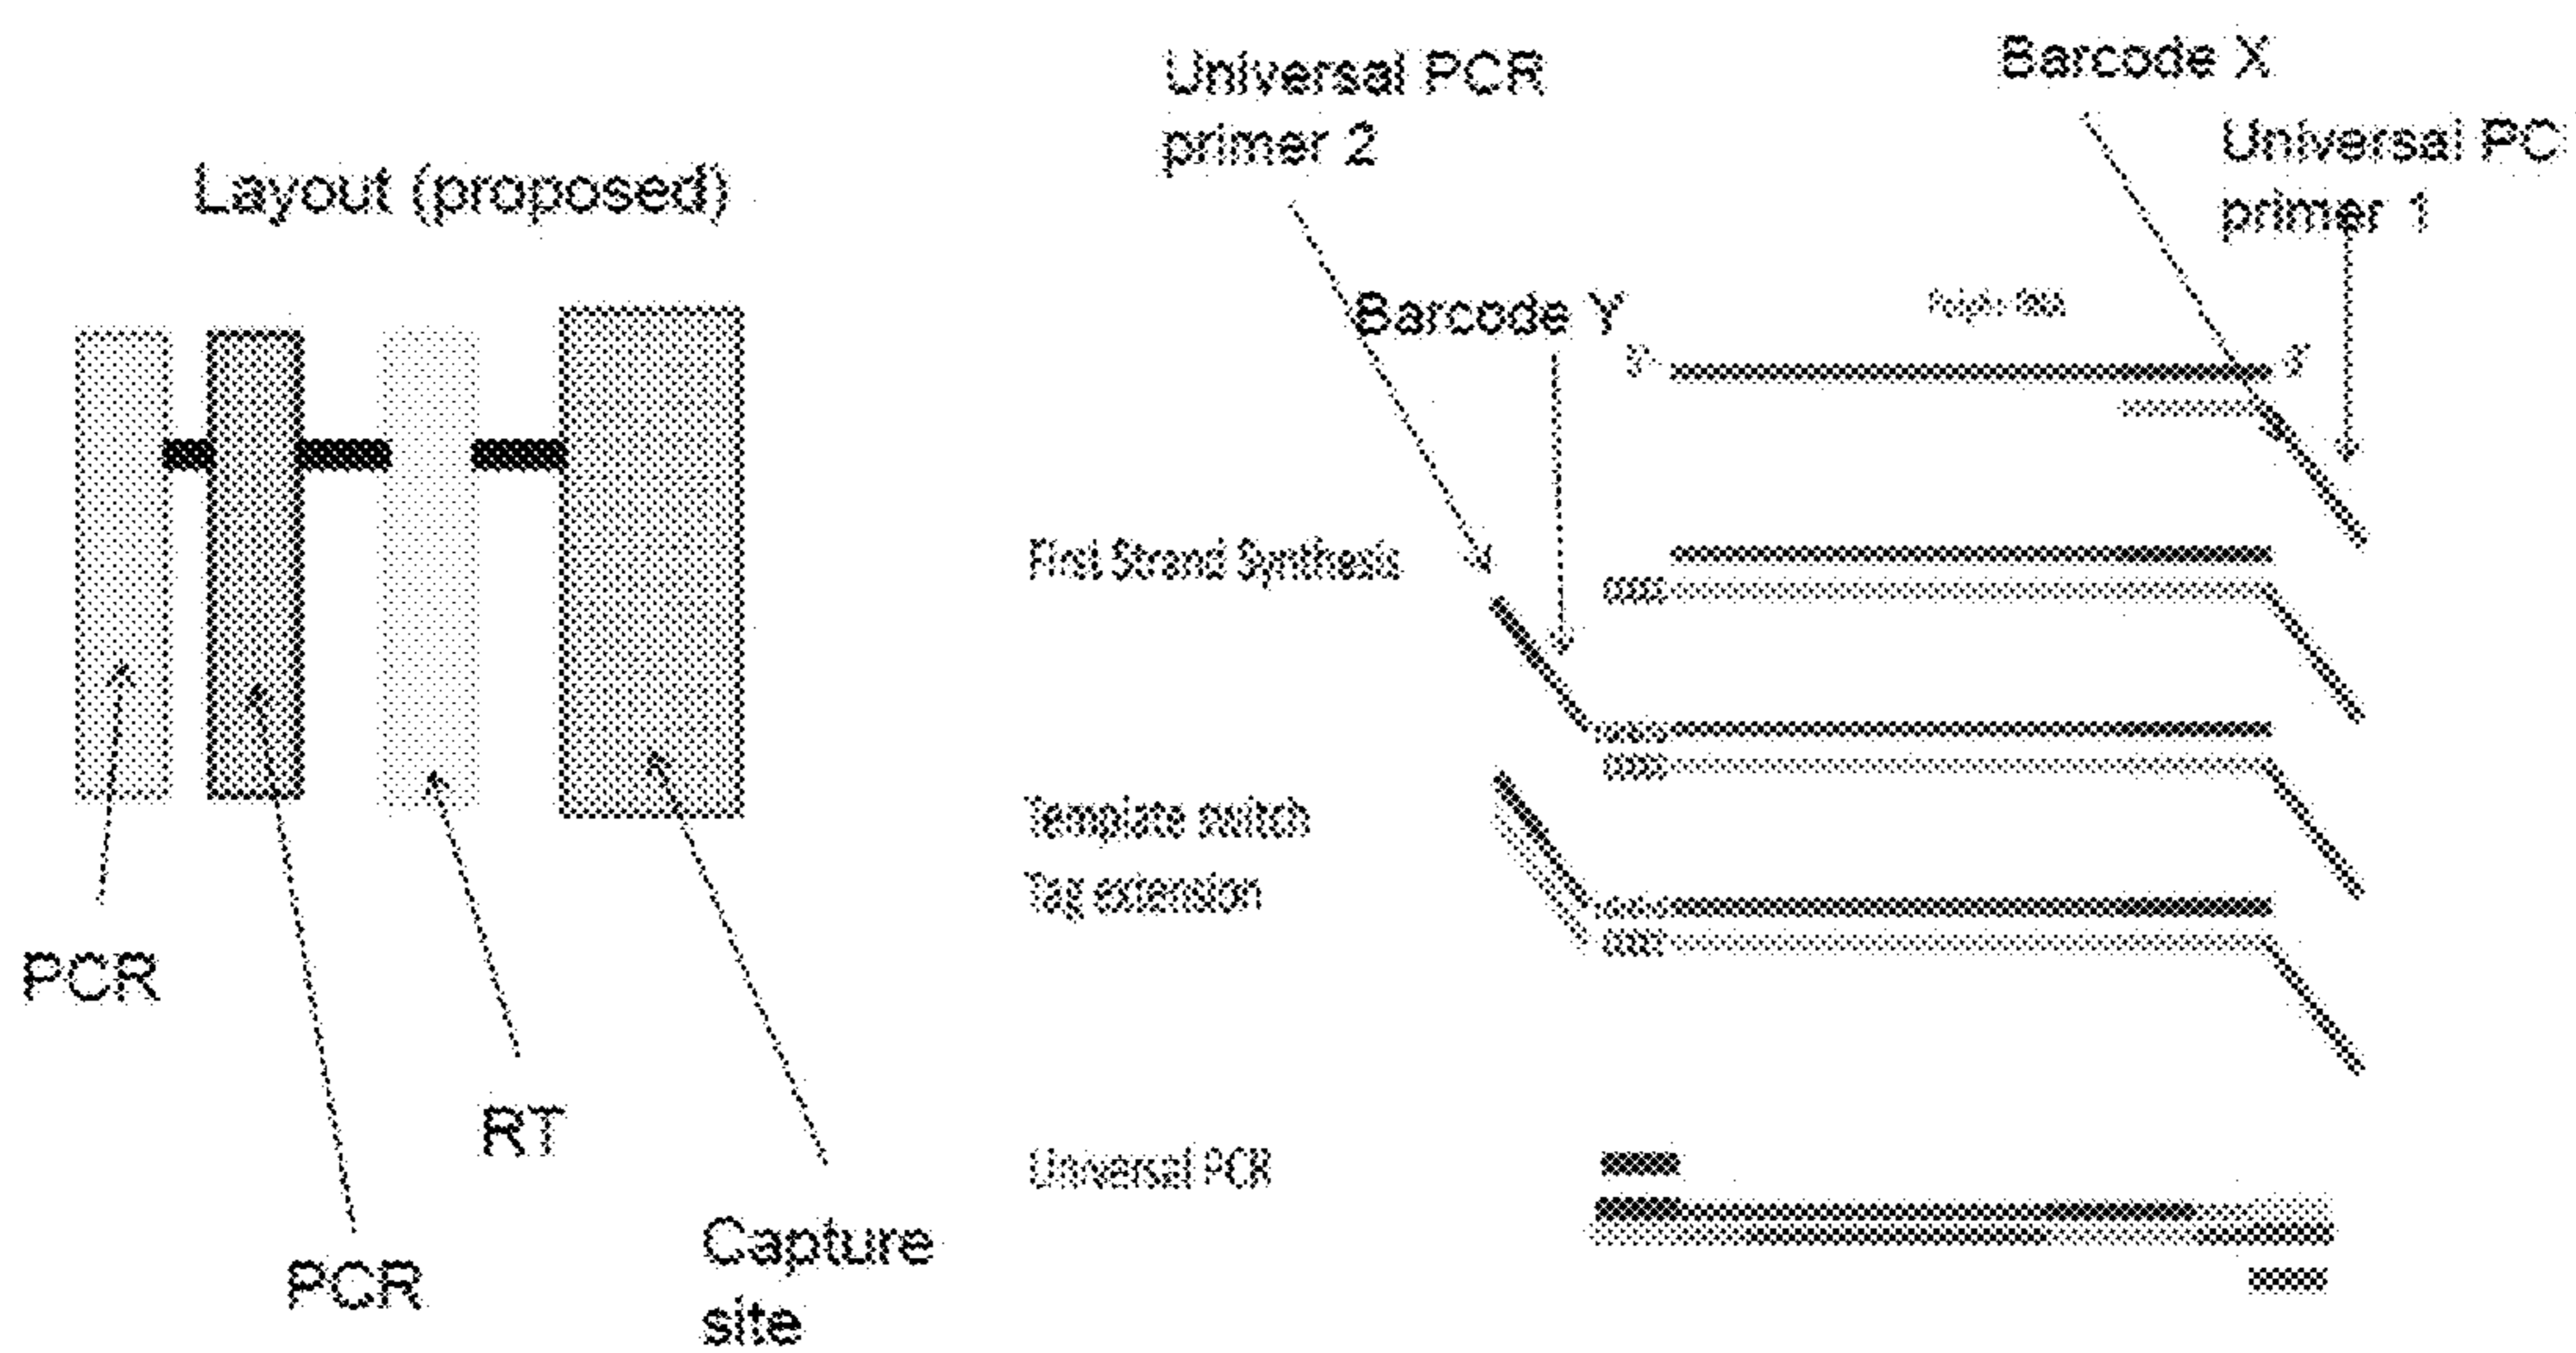 Layout (proposed)
PCR
PCR
RT
Capture
site
Universal PCR
primer 2
Barcode X
Universal PC
primer 1
Barcode Y
3'
First Strand Synthesis
Template switch
Tag extension
Universal PCR